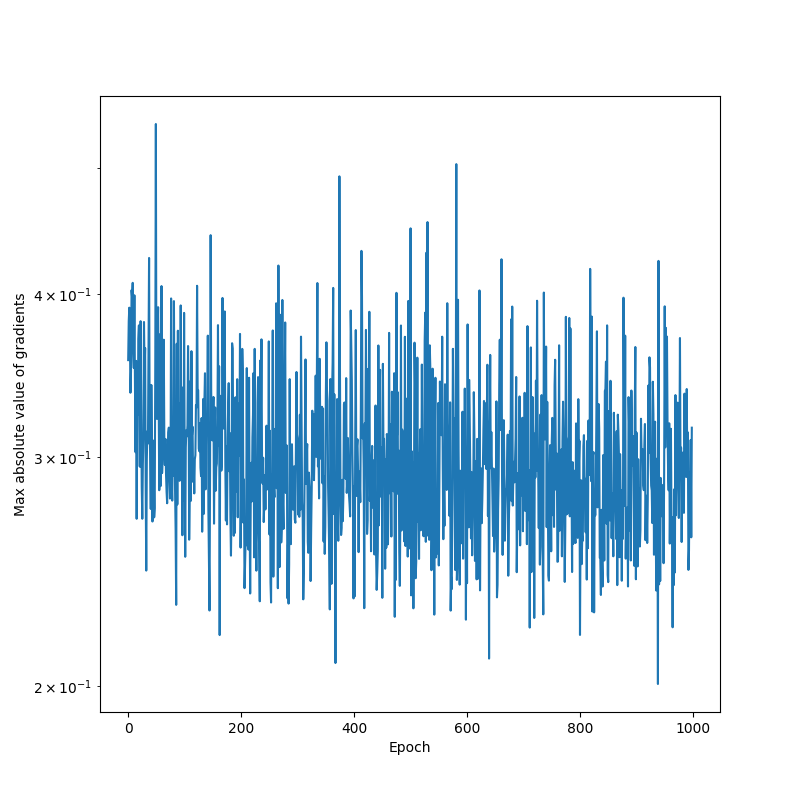 Max absolute value of gradients
4 × 10⁻¹
3 × 10⁻¹
2 × 10⁻¹
0 200 400 600 800 1000
Epoch